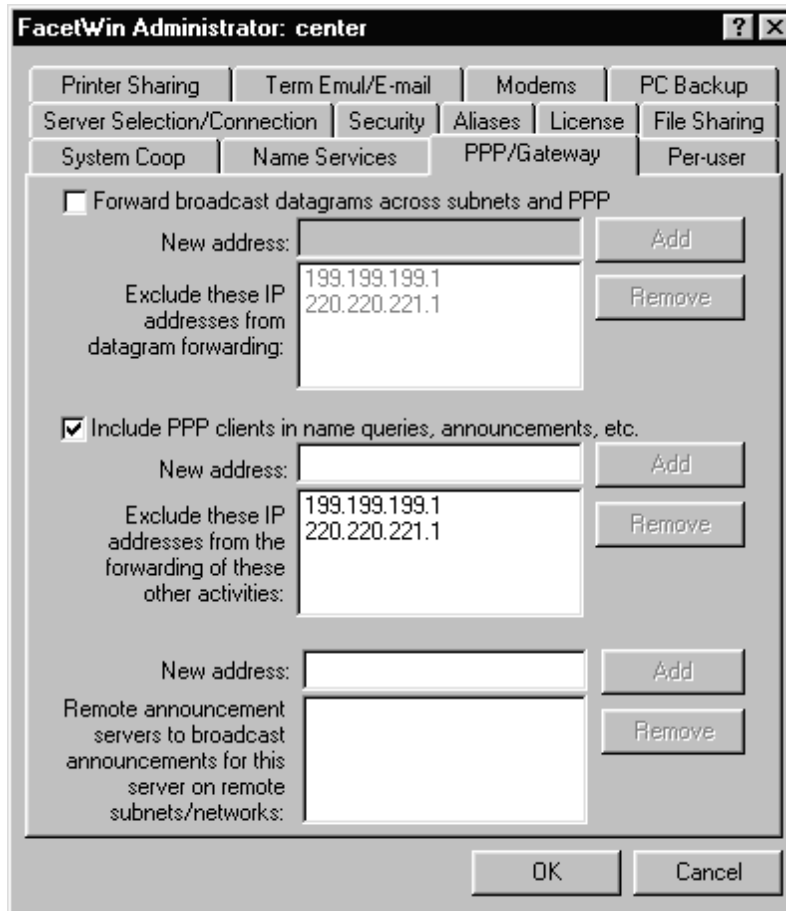 FacetWin Administrator: center
Printer Sharing Term Emul/E-mail Modems PC Backup
Server Selection/Connection Security Aliases License File Sharing
System Coop Name Services PPP/Gateway Per-user
Forward broadcast datagrams across subnets and PPP
New address: Add
Exclude these IP
addresses from
datagram forwarding:
199.199.199.1
220.220.221.1
Remove
Include PPP clients in name queries, announcements, etc.
New address: Add
Exclude these IP
addresses from the
forwarding of these
other activities:
199.199.199.1
220.220.221.1
Remove
New address: Add
Remote announcement
servers to broadcast
announcements for this
server on remote
subnets/networks:
Remove
OK Cancel